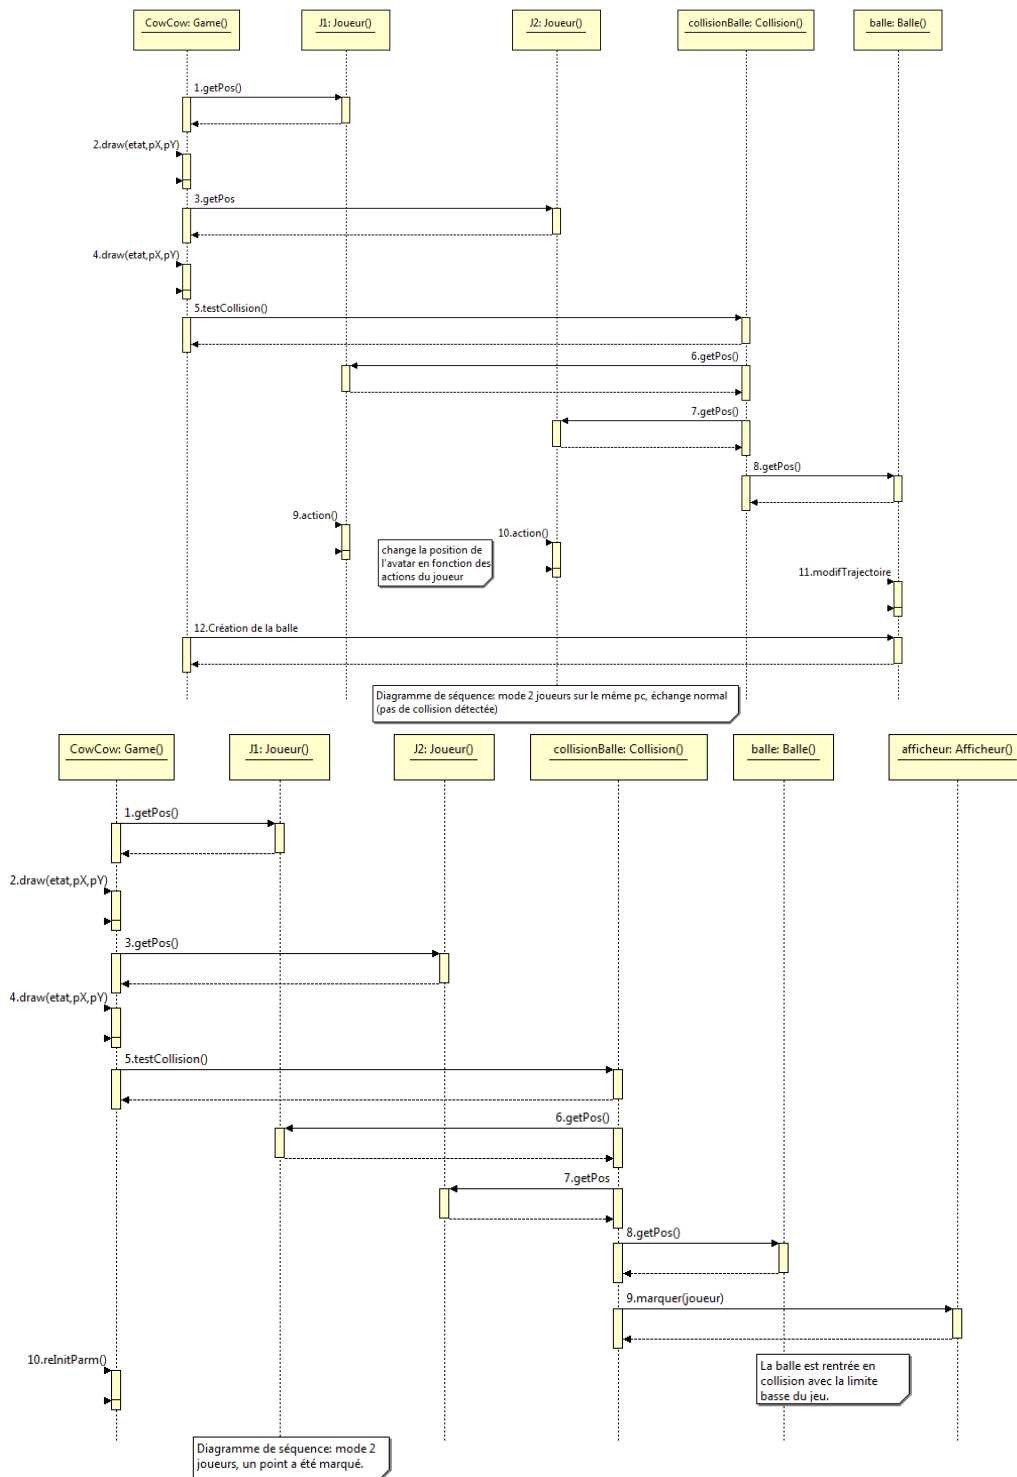 CowCow: Game()
J1: Joueur()
J2: Joueur()
collisionBalle: Collision()
balle: Balle()
1.getPos()
2.draw(etat,pX,pY)
3.getPos
4.draw(etat,pX,pY)
5.testCollision()
6.getPos()
7.getPos()
8.getPos()
9.action()
10.action()
change la position de
l'avatar en fonction des
actions du joueur
11.modifTrajectoire
12.Création de la balle
Diagramme de séquence: mode 2 joueurs sur le même pc, échange normal
(pas de collision détectée)
CowCow: Game()
J1: Joueur()
J2: Joueur()
collisionBalle: Collision()
balle: Balle()
afficheur: Afficheur()
1.getPos()
2.draw(etat,pX,pY)
3.getPos()
4.draw(etat,pX,pY)
5.testCollision()
6.getPos()
7.getPos
8.getPos()
9.marquer(joueur)
10.reInitParm()
La balle est rentrée en
collision avec la limite
basse du jeu.
Diagramme de séquence: mode 2
joueurs, un point a été marqué.